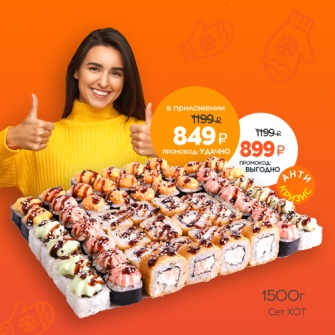 в приложении
1199 ₽
849 ₽
ПРОМОКОД: УДАЧНО
1199 ₽
899 ₽
ПРОМОКОД:
ВЫГОДНО
АНТИ
КРИЗИС
1500г
Сет ХОТ